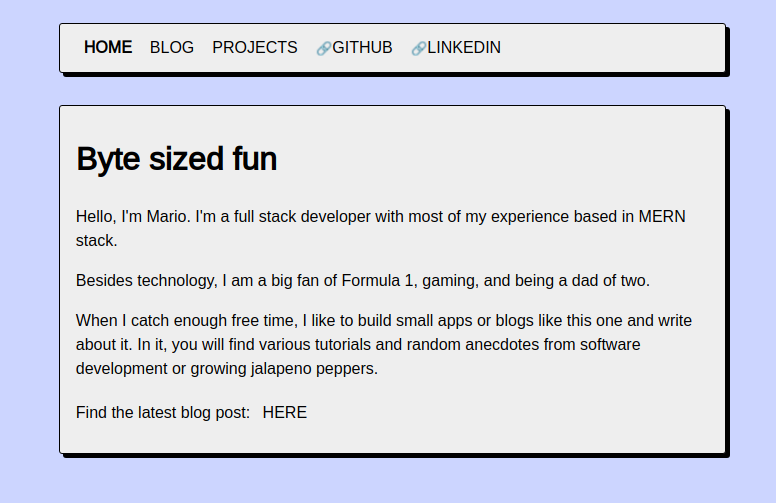 HOME BLOG PROJECTS 🔗GITHUB 🔗LINKEDIN
Byte sized fun
Hello, I'm Mario. I'm a full stack developer with most of my experience based in MERN
stack.
Besides technology, I am a big fan of Formula 1, gaming, and being a dad of two.
When I catch enough free time, I like to build small apps or blogs like this one and write
about it. In it, you will find various tutorials and random anecdotes from software
development or growing jalapeno peppers.
Find the latest blog post: HERE